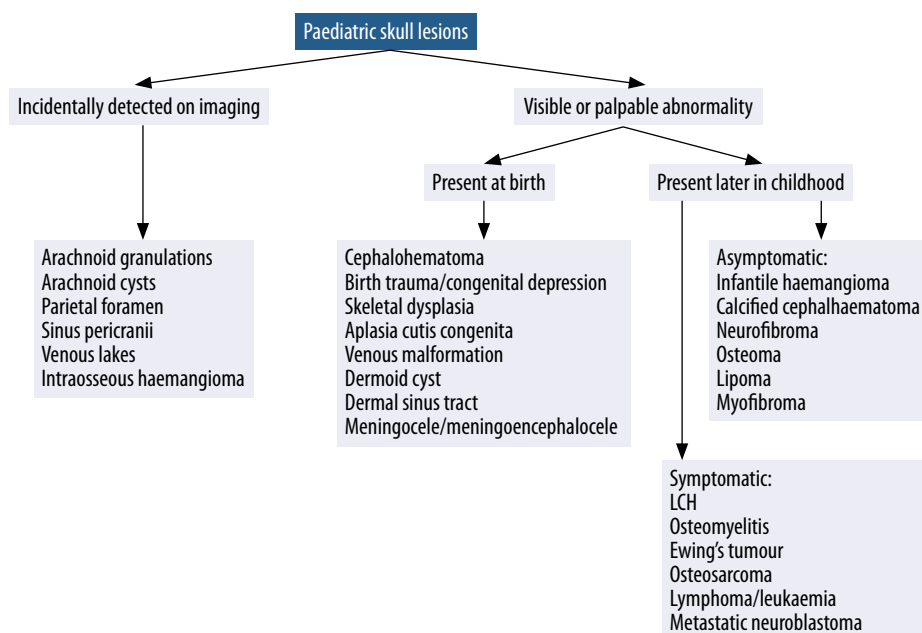 Paediatric skull lesions
Incidentally detected on imaging
Visible or palpable abnormality
Present at birth
Present later in childhood
Arachnoid granulations
Arachnoid cysts
Parietal foramen
Sinus pericranii
Venous lakes
Intraosseous haemangioma
Cephalohematoma
Birth trauma/congenital depression
Skeletal dysplasia
Aplasia cutis congenita
Venous malformation
Dermoid cyst
Dermal sinus tract
Meningocele/meningoencephalocele
Asymptomatic:
Infantile haemangioma
Calcified cephalhaematoma
Neurofibroma
Osteoma
Lipoma
Myofibroma
Symptomatic:
LCH
Osteomyelitis
Ewing's tumour
Osteosarcoma
Lymphoma/leukaemia
Metastatic neuroblastoma